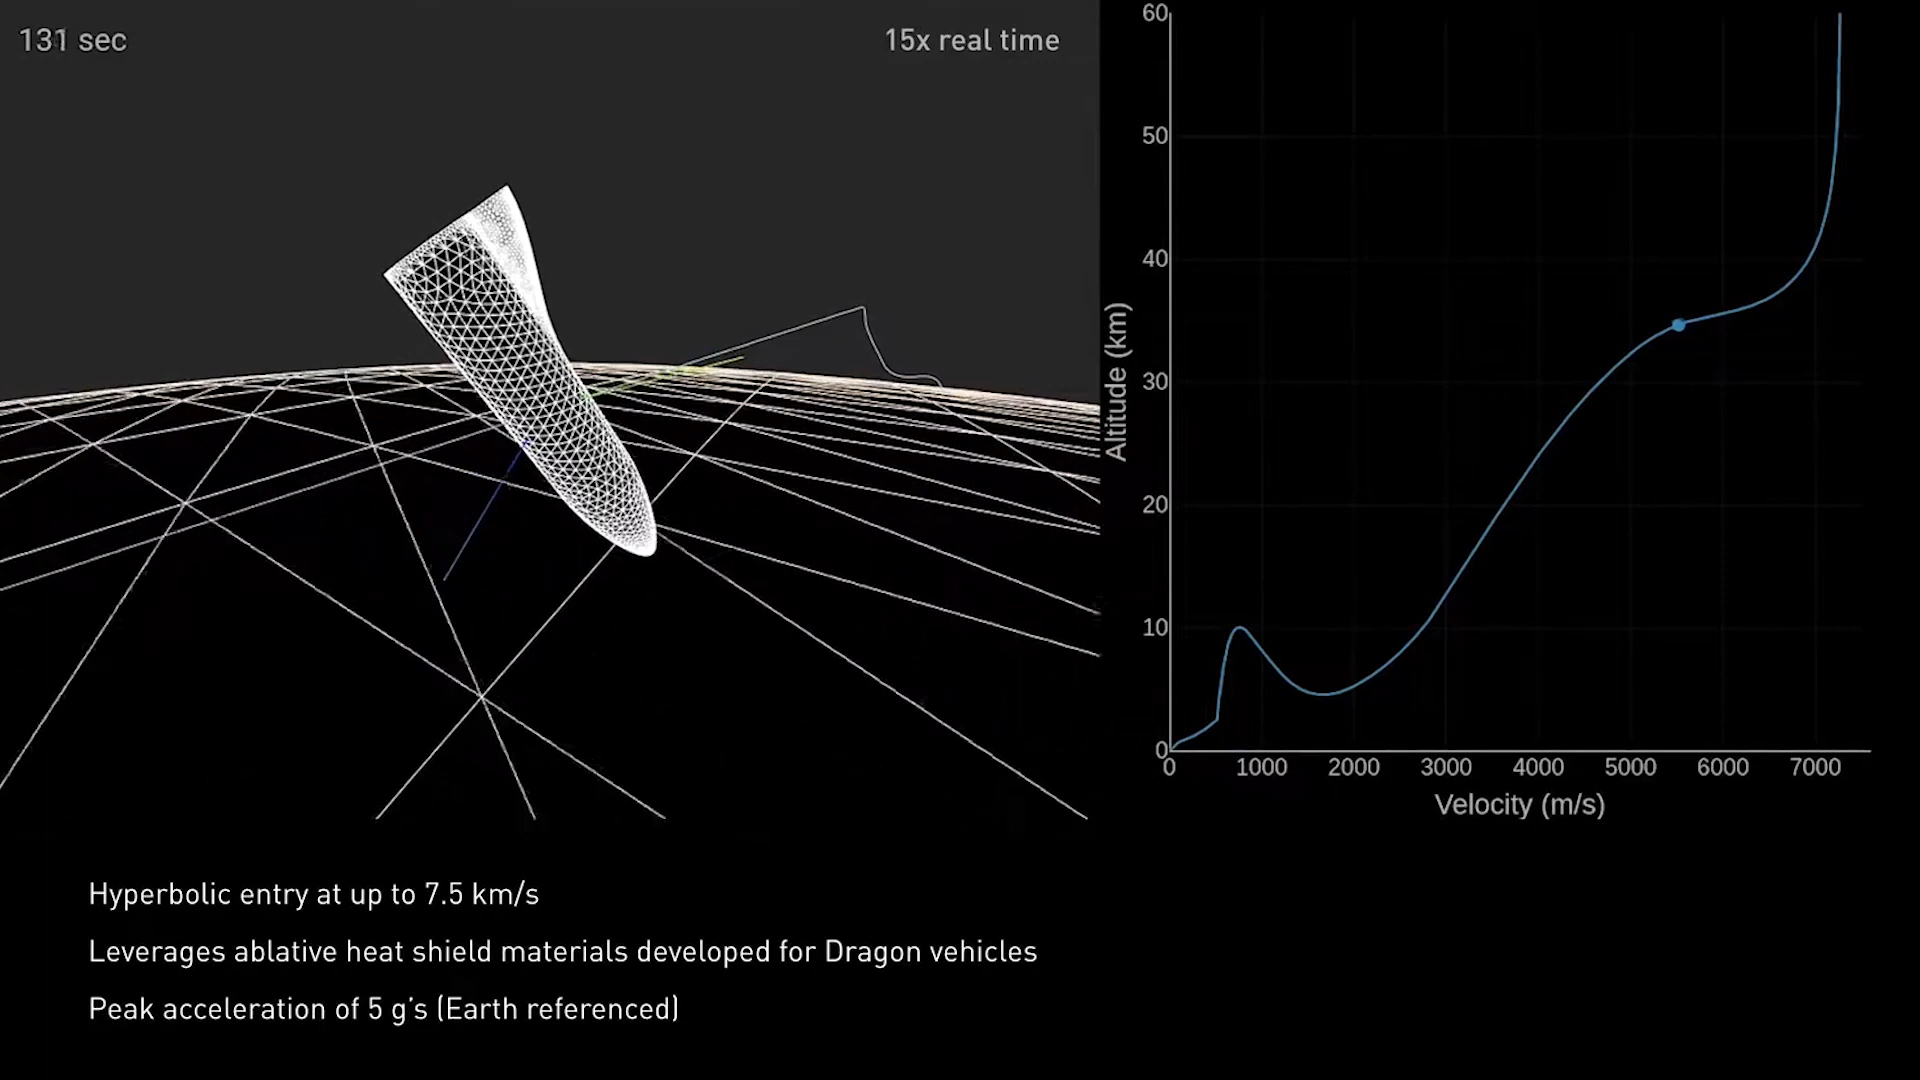 131 sec
15x real time
60
50
40
30
20
10
0
Altitude (km)
0 1000 2000 3000 4000 5000 6000 7000
Velocity (m/s)
Hyperbolic entry at up to 7.5 km/s
Leverages ablative heat shield materials developed for Dragon vehicles
Peak acceleration of 5 g’s (Earth referenced)